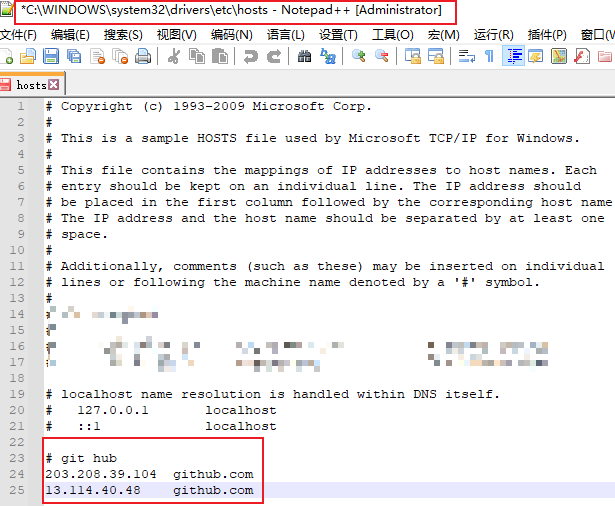 *C:\WINDOWS\system32\drivers\etc\hosts - Notepad++ [Administrator]
文件(F) 编辑(E) 搜索(S) 视图(V) 编码(N) 语言(L) 设置(T) 工具(O) 宏(M) 运行(R) 插件(P) 窗口(W
hosts
1 # Copyright (c) 1993-2009 Microsoft Corp.
2 #
3 # This is a sample HOSTS file used by Microsoft TCP/IP for Windows.
4 #
5 # This file contains the mappings of IP addresses to host names. Each
6 # entry should be kept on an individual line. The IP address should
7 # be placed in the first column followed by the corresponding host name
8 # The IP address and the host name should be separated by at least one
9 # space.
10 #
11 # Additionally, comments (such as these) may be inserted on individual
12 # lines or following the machine name denoted by a '#' symbol.
13 #
14
15
16
17
18
19 # localhost name resolution is handled within DNS itself.
20 # 127.0.0.1 localhost
21 # ::1 localhost
22
23 # git hub
24 203.208.39.104 github.com
25 13.114.40.48 github.com